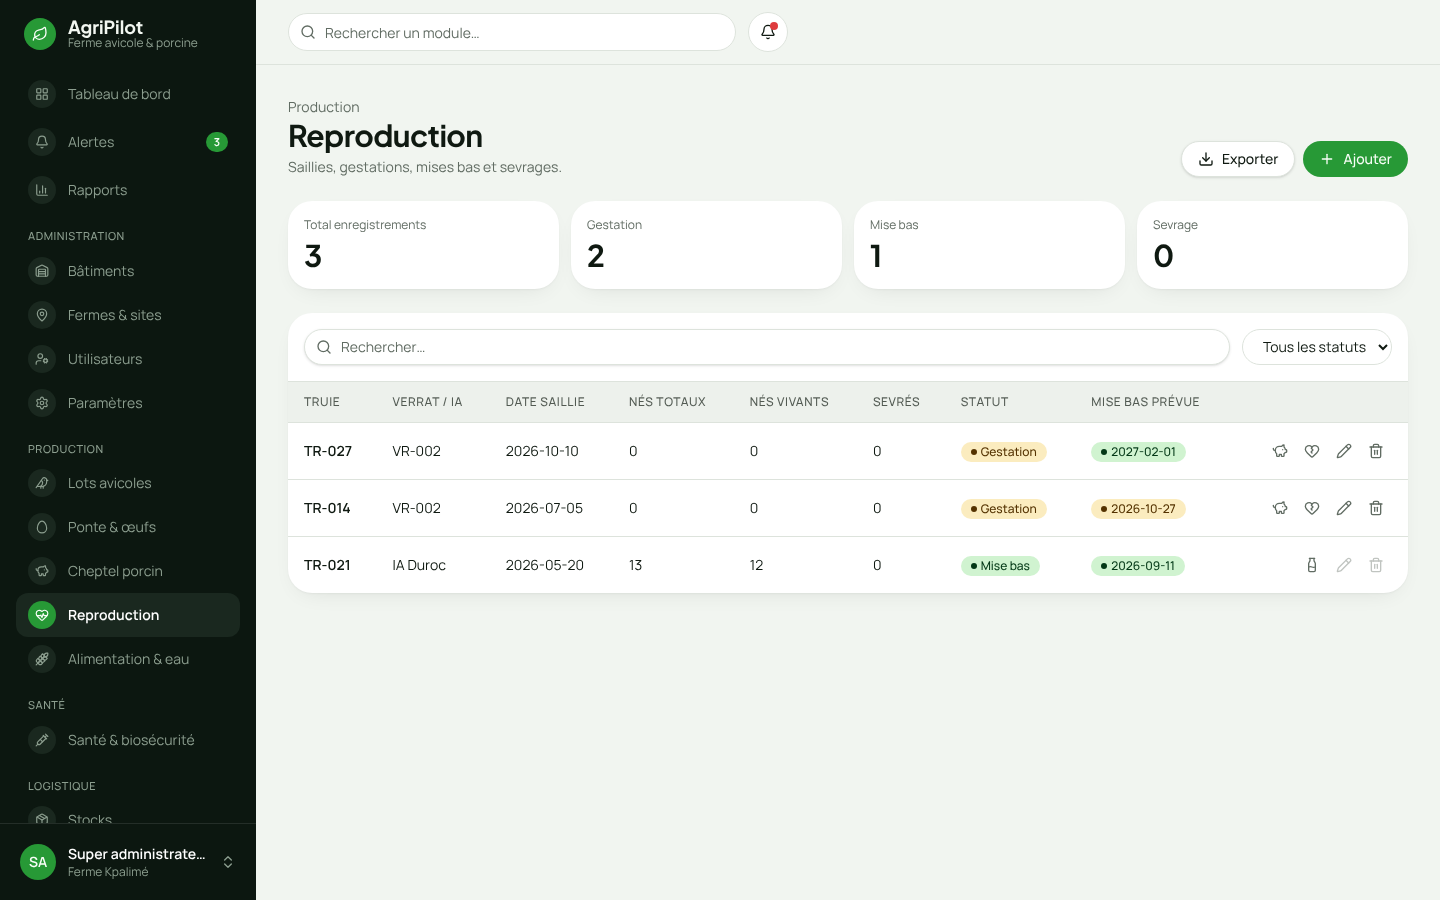 AgriPilot
Ferme avicole & porcine
Tableau de bord
Alertes
3
Rapports
ADMINISTRATION
Bâtiments
Fermes & sites
Utilisateurs
Paramètres
PRODUCTION
Lots avicoles
Ponte & œufs
Cheptel porcin
Reproduction
Alimentation & eau
SANTÉ
Santé & biosécurité
LOGISTIQUE
Stocks
SA
Super administrate...
Ferme Kpalimé
Rechercher un module...
Production
Reproduction
Saillies, gestations, mises bas et sevrages.
Exporter
Ajouter
Total enregistrements
3
Gestation
2
Mise bas
1
Sevrage
0
Rechercher...
Tous les statuts
TRUIE VERRAT / IA DATE SAILLIE NÉS TOTAUX NÉS VIVANTS SEVRÉS STATUT MISE BAS PRÉVUE
TR-027 VR-002 2026-10-10 0 0 0 Gestation 2027-02-01
TR-014 VR-002 2026-07-05 0 0 0 Gestation 2026-10-27
TR-021 IA Duroc 2026-05-20 13 12 0 Mise bas 2026-09-11